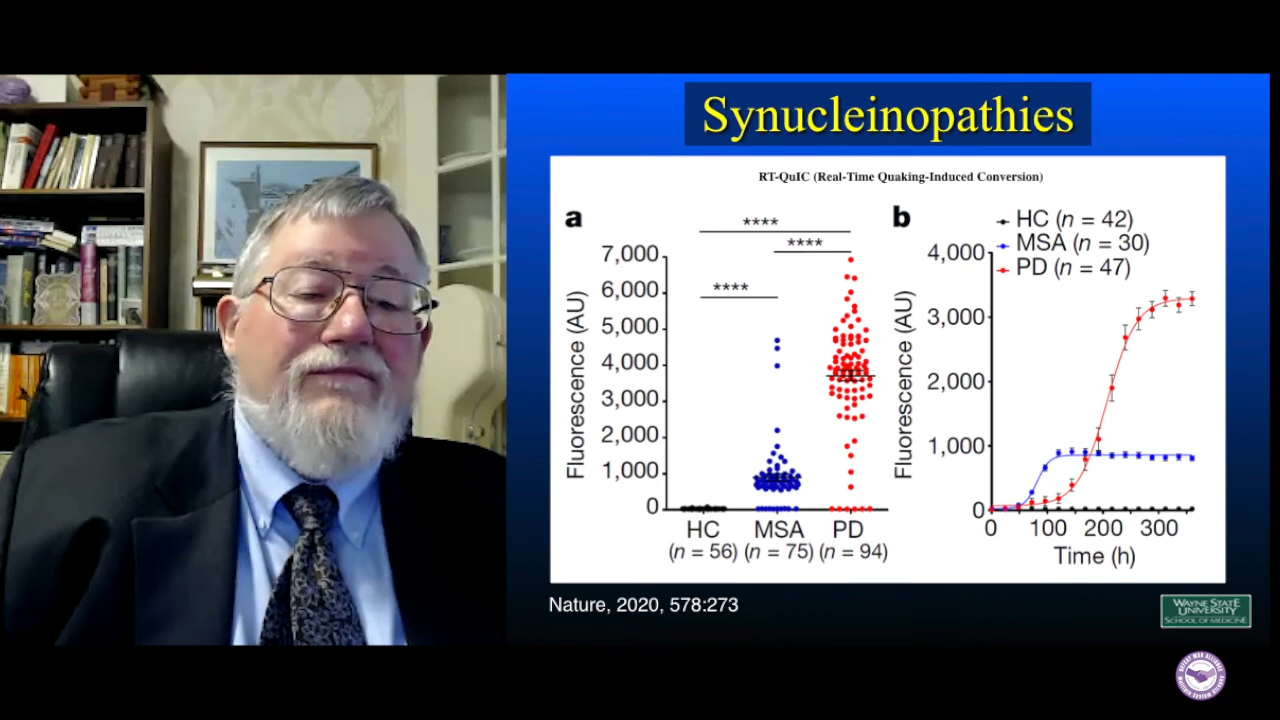 Synucleinopathies
RT-QuIC (Real-Time Quaking-Induced Conversion)
a
****
****
****
7,000
6,000
5,000
4,000
3,000
2,000
1,000
0
Fluorescence (AU)
HC MSA PD
(n = 56) (n = 75) (n = 94)
b
HC (n = 42)
MSA (n = 30)
PD (n = 47)
4,000
3,000
2,000
1,000
0
Fluorescence (AU)
0 100 200 300
Time (h)
Nature, 2020, 578:273
WAYNE STATE
UNIVERSITY
SCHOOL OF MEDICINE
DEFEAT MSA ALLIANCE